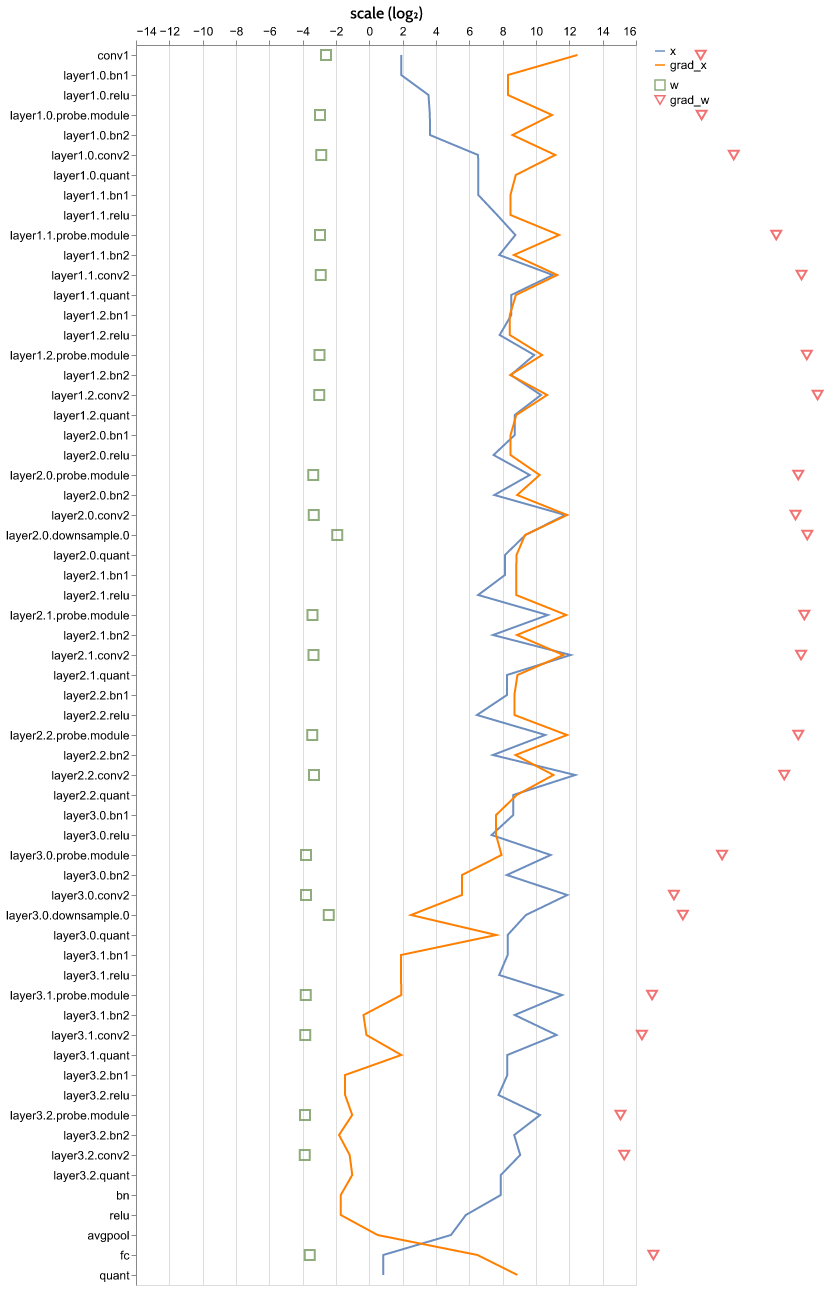 scale (log₂)
−14 −12 −10 −8 −6 −4 −2 0 2 4 6 8 10 12 14 16
conv1
layer1.0.bn1
layer1.0.relu
layer1.0.probe.module
layer1.0.bn2
layer1.0.conv2
layer1.0.quant
layer1.1.bn1
layer1.1.relu
layer1.1.probe.module
layer1.1.bn2
layer1.1.conv2
layer1.1.quant
layer1.2.bn1
layer1.2.relu
layer1.2.probe.module
layer1.2.bn2
layer1.2.conv2
layer1.2.quant
layer2.0.bn1
layer2.0.relu
layer2.0.probe.module
layer2.0.bn2
layer2.0.conv2
layer2.0.downsample.0
layer2.0.quant
layer2.1.bn1
layer2.1.relu
layer2.1.probe.module
layer2.1.bn2
layer2.1.conv2
layer2.1.quant
layer2.2.bn1
layer2.2.relu
layer2.2.probe.module
layer2.2.bn2
layer2.2.conv2
layer2.2.quant
layer3.0.bn1
layer3.0.relu
layer3.0.probe.module
layer3.0.bn2
layer3.0.conv2
layer3.0.downsample.0
layer3.0.quant
layer3.1.bn1
layer3.1.relu
layer3.1.probe.module
layer3.1.bn2
layer3.1.conv2
layer3.1.quant
layer3.2.bn1
layer3.2.relu
layer3.2.probe.module
layer3.2.bn2
layer3.2.conv2
layer3.2.quant
bn
relu
avgpool
fc
quant
x
grad_x
w
grad_w